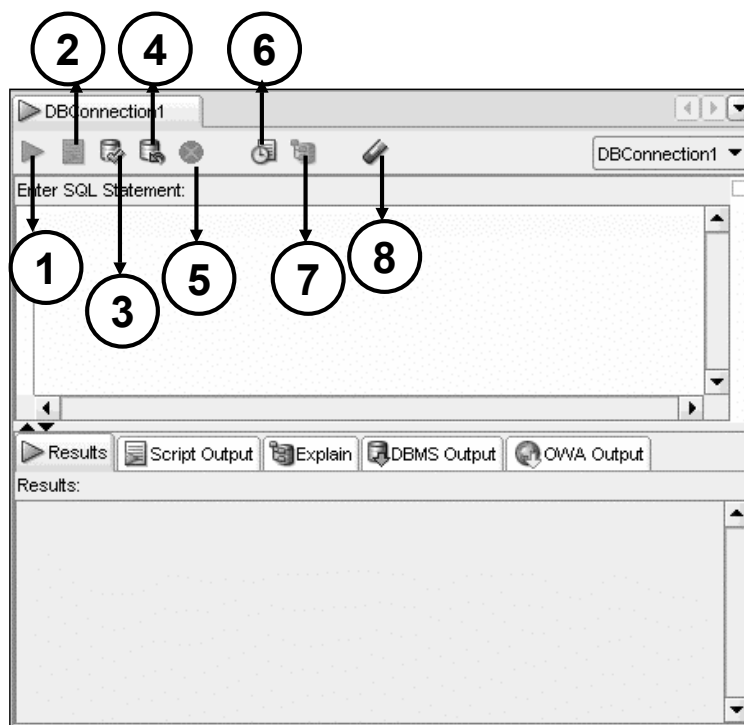 2 4 6
DBConnection1
DBConnection1
Enter SQL Statement:
1 3 5 7 8
Results Script Output Explain DBMS Output OWA Output
Results: